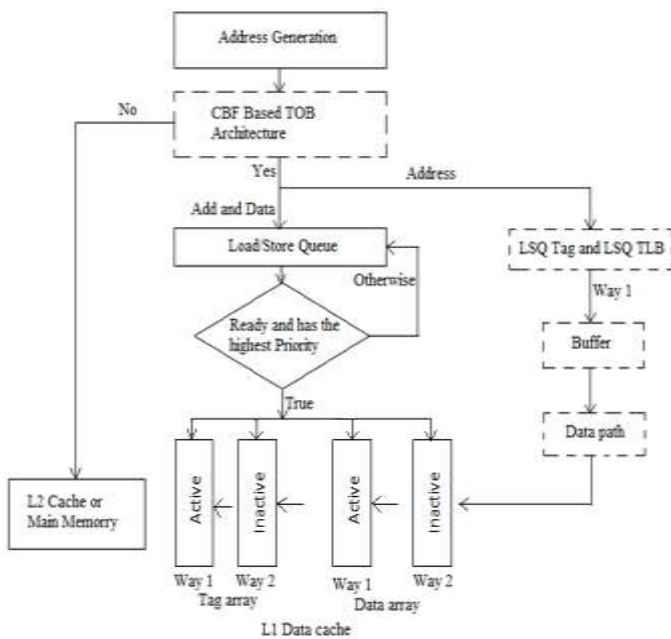 Address Generation
No
CBF Based TOB
Architecture
Yes
Address
Add and Data
Load/Store Queue
LSQ Tag and LSQ TLB
Otherwise
Way 1
Ready and has the
highest Priority
Buffer
True
Data path
L2 Cache or
Main Memorry
Active
Inactive
Active
Inactive
Way 1 Way 2 Way 1 Way 2
Tag array Data array
L1 Data cache